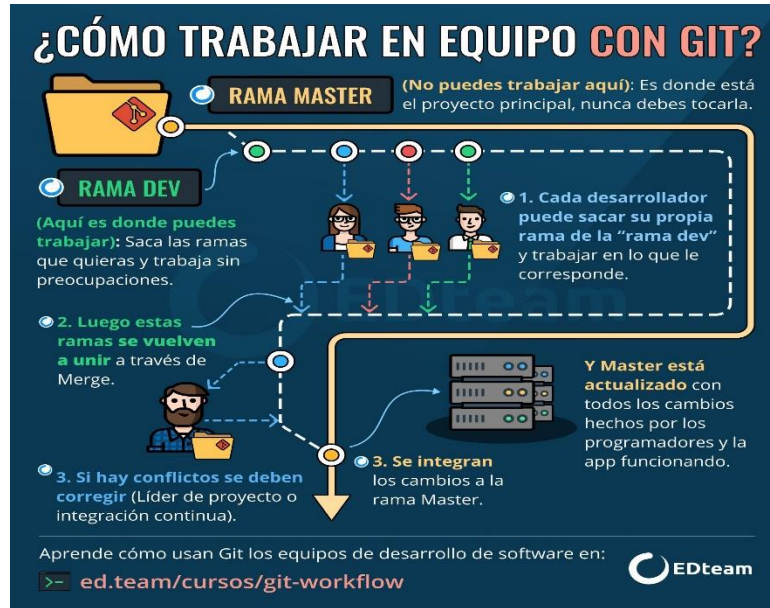 ¿CÓMO TRABAJAR EN EQUIPO CON GIT?
RAMA MASTER
(No puedes trabajar aquí): Es donde está
el proyecto principal, nunca debes tocarla.
RAMA DEV
(Aquí es donde puedes
trabajar): Saca las ramas
que quieras y trabaja sin
preocupaciones.
1. Cada desarrollador
puede sacar su propia
rama de la “rama dev”
y trabajar en lo que le
corresponde.
EDteam
2. Luego estas
ramas se vuelven
a unir a través de
Merge.
3. Si hay conflictos se deben
corregir (Líder de proyecto o
integración continua).
3. Se integran
los cambios a la
rama Master.
Y Master está
actualizado con
todos los cambios
hechos por los
programadores y la
app funcionando.
Aprende cómo usan Git los equipos de desarrollo de software en:
>- ed.team/cursos/git-workflow
EDteam